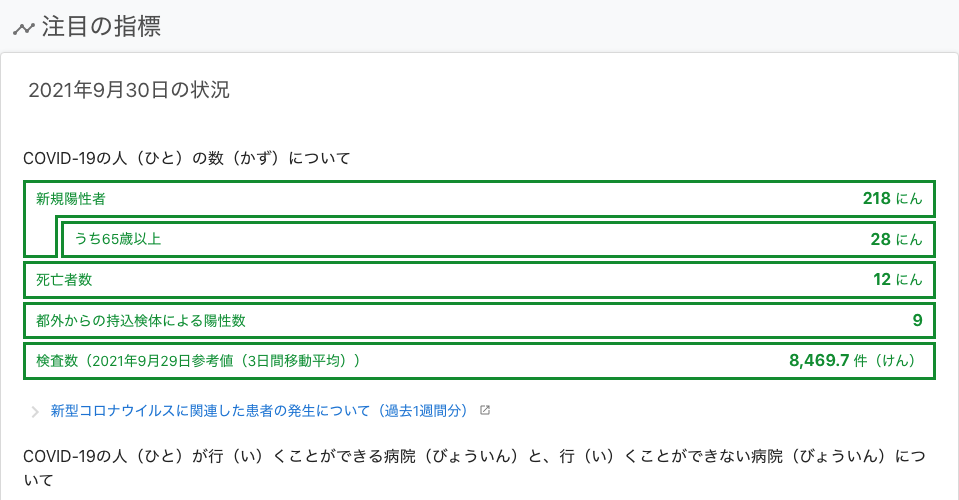 注目の指標
2021年9月30日の状況
COVID-19の人（ひと）の数（かず）について
新規陽性者 218 にん
うち65歳以上 28 にん
死亡者数 12 にん
都外からの持込検体による陽性数 9
検査数（2021年9月29日参考値（3日間移動平均）） 8,469.7 件（けん）
新型コロナウイルスに関連した患者の発生について（過去1週間分）
COVID-19の人（ひと）が行（い）くことができる病院（びょういん）と、行（い）くことができない病院（びょういん）につ
いて